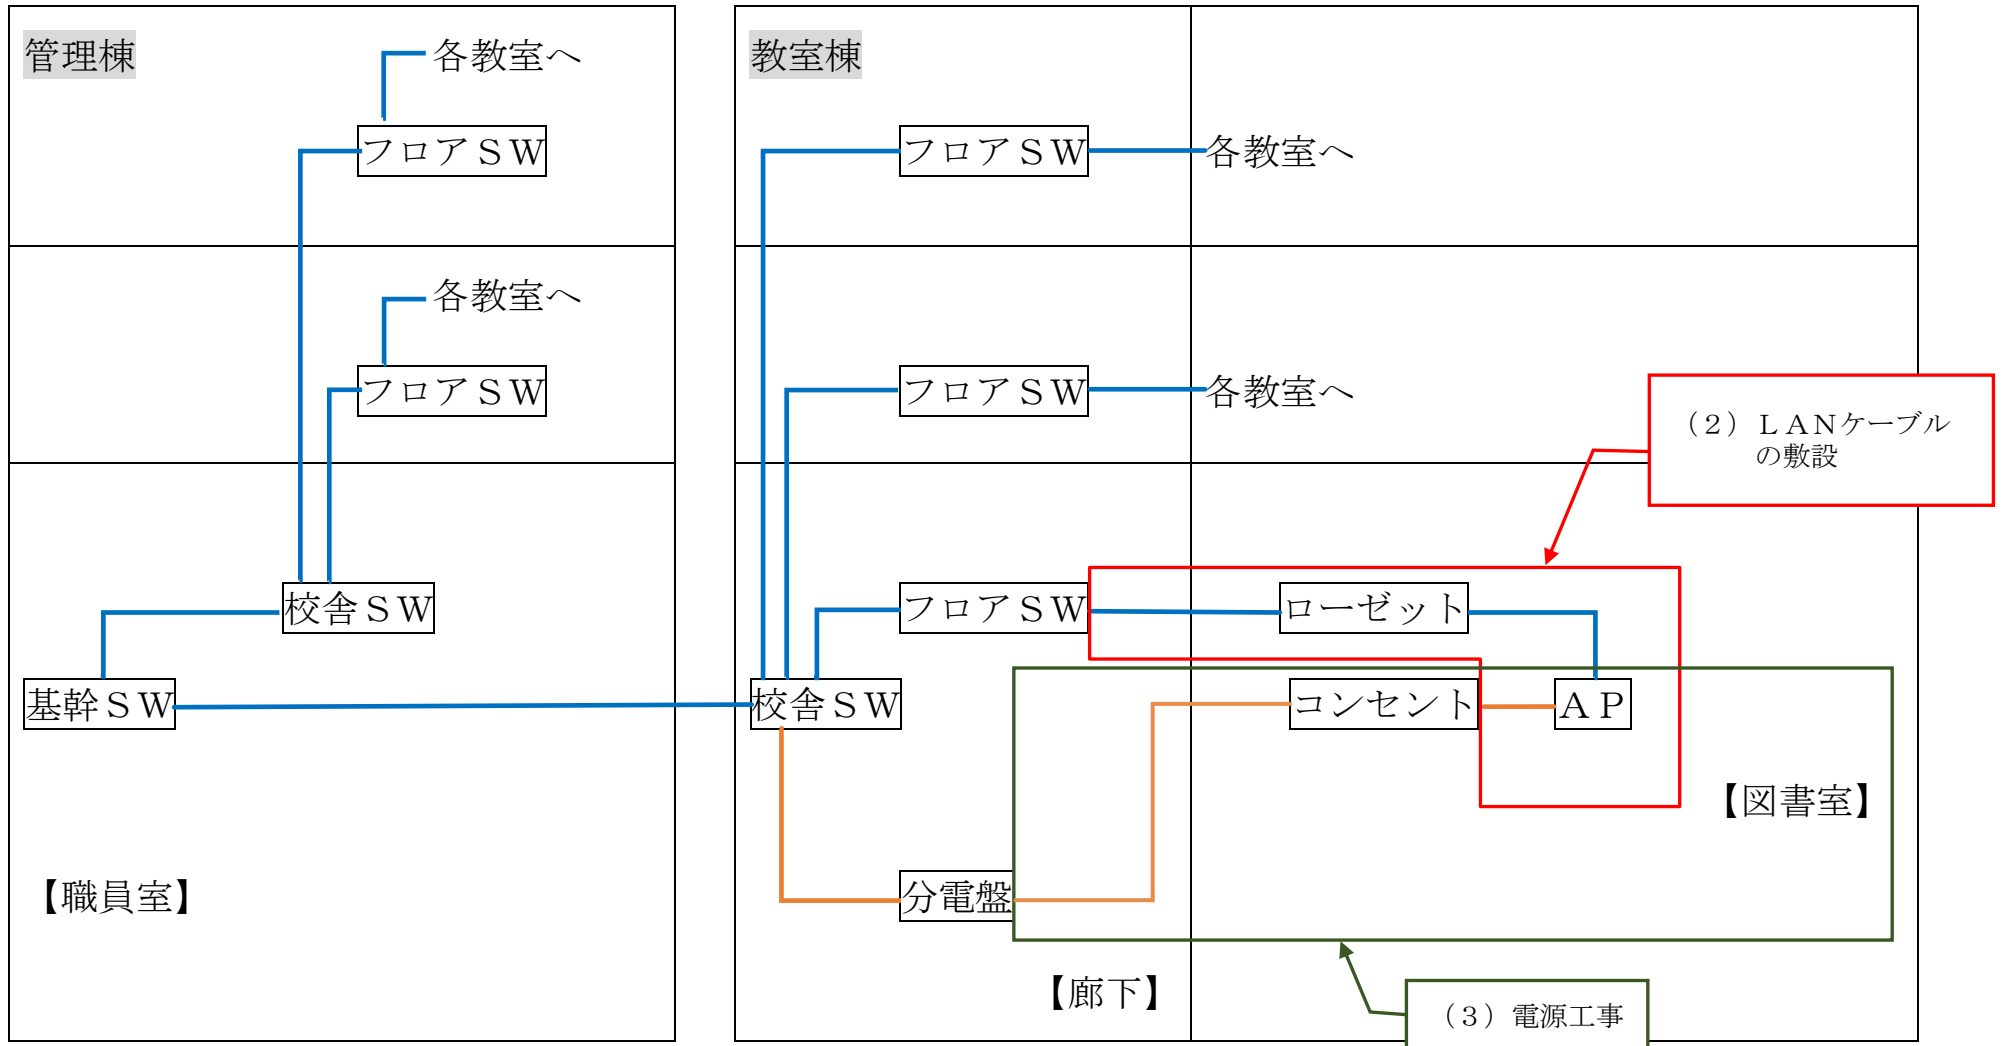 管理棟
各教室へ
フロアＳＷ
各教室へ
フロアＳＷ
校舎ＳＷ
基幹ＳＷ
【職員室】
教室棟
フロアＳＷ
各教室へ
フロアＳＷ
各教室へ
（２）ＬＡＮケーブル
の敷設
フロアＳＷ
ローゼット
校舎ＳＷ
コンセント
ＡＰ
【図書室】
分電盤
【廊下】
（３）電源工事